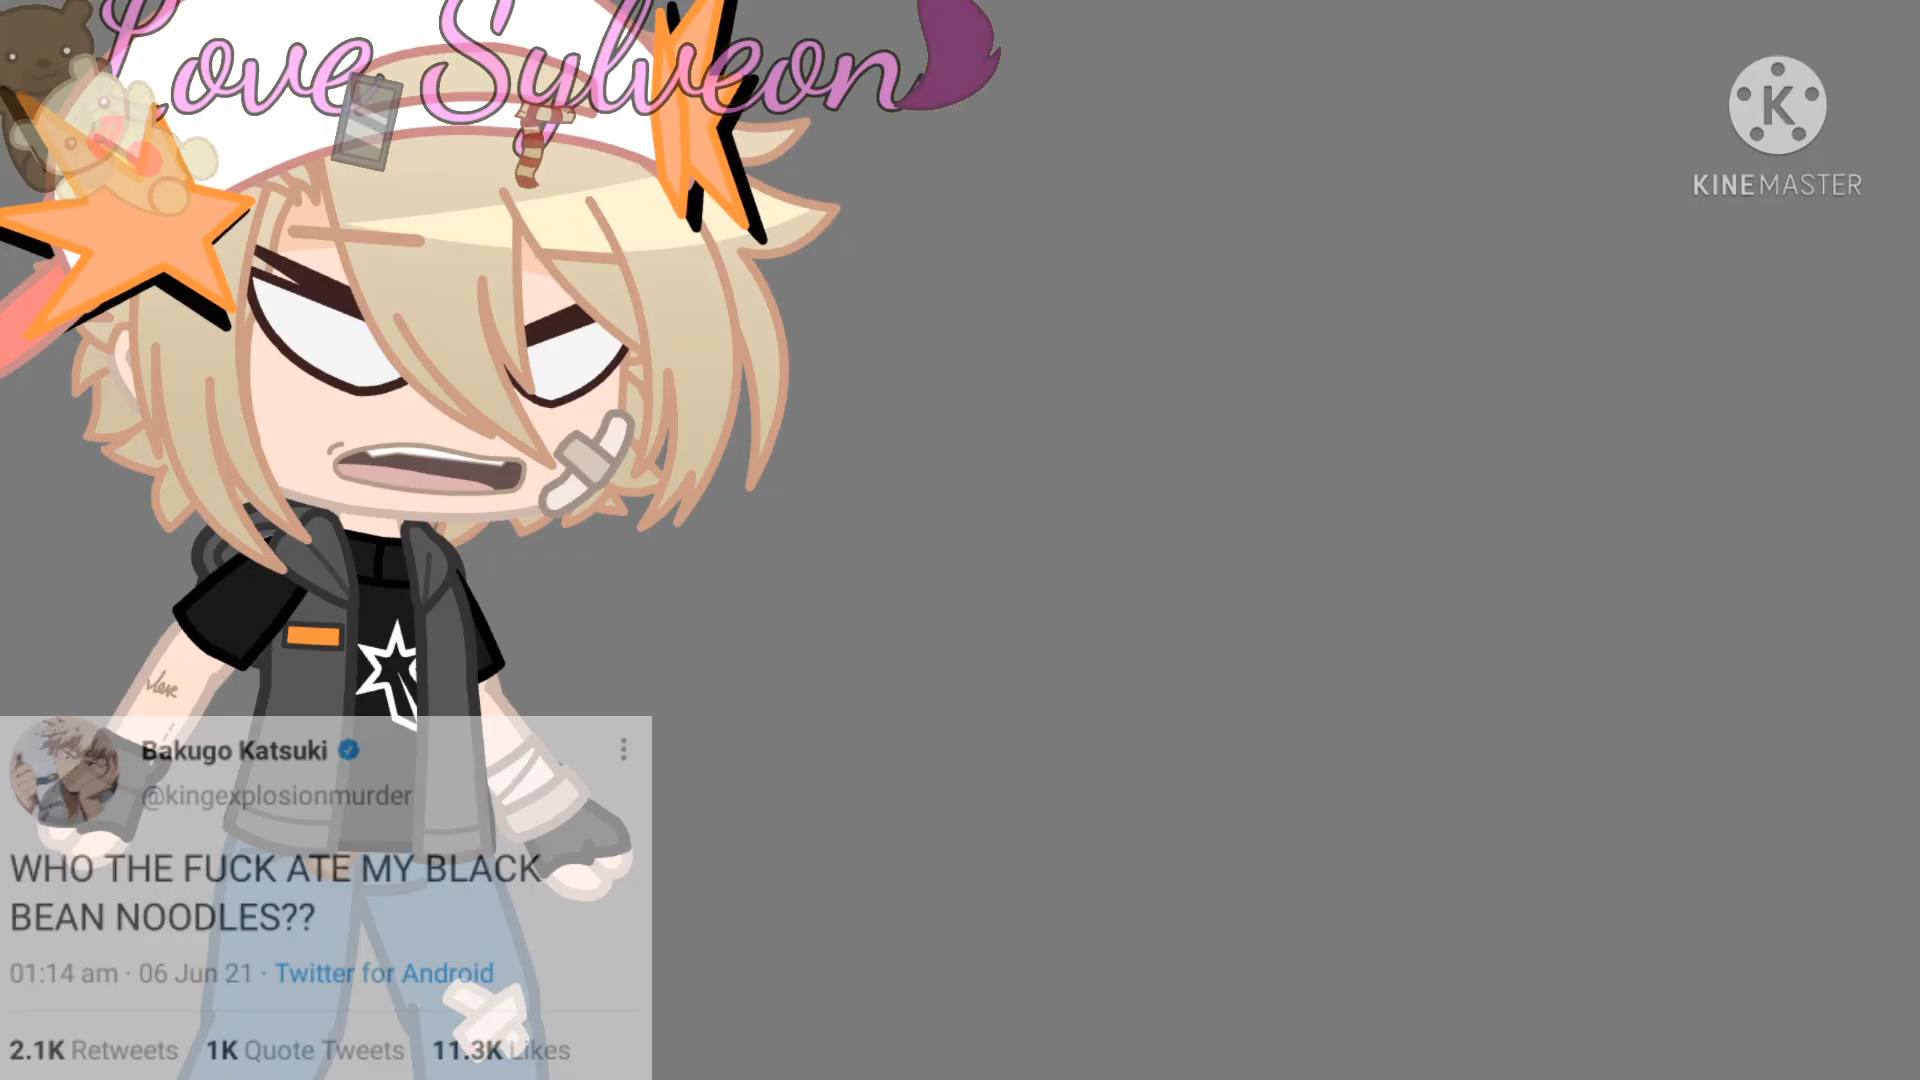 Love Sylveon
K
KINEMASTER
love
Bakugo Katsuki
@kingexplosionmurder
WHO THE FUCK ATE MY BLACK
BEAN NOODLES??
01:14 am · 06 Jun 21 · Twitter for Android
2.1K Retweets 1K Quote Tweets 11.3K Likes